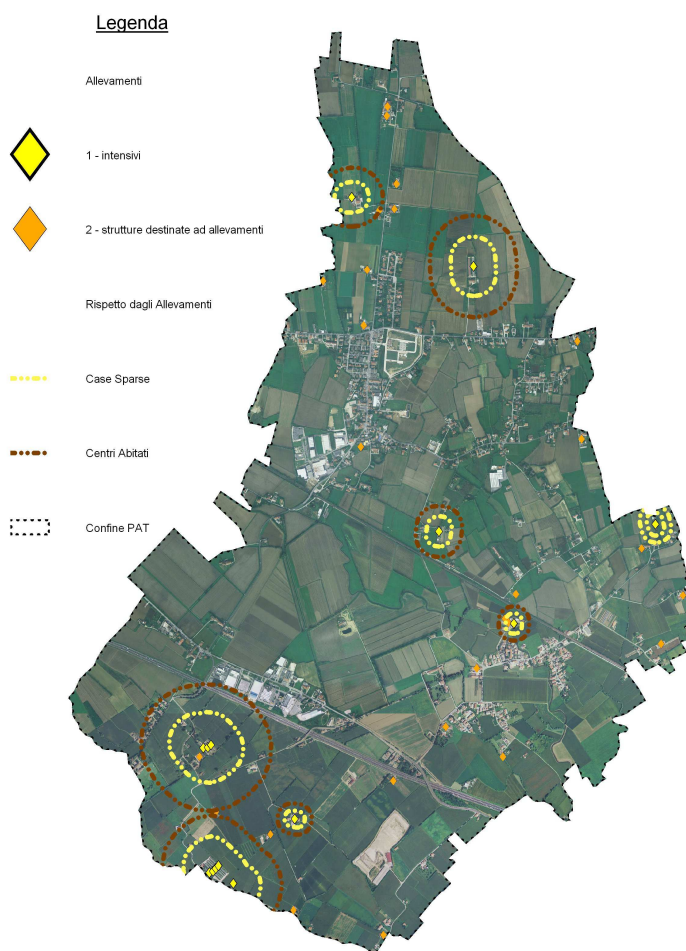 Legenda
Allevamenti
1 - intensivi
2 - strutture destinate ad allevamenti
Rispetto dagli Allevamenti
Case Sparse
Centri Abitati
Confine PAT